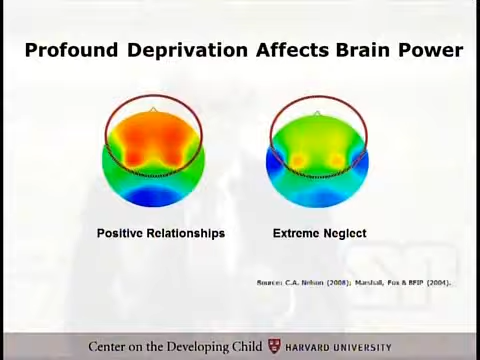 Profound Deprivation Affects Brain Power
Positive Relationships
Extreme Neglect
Source: C.A. Nelson (2008); Marshall, Fox & BEIP (2004).
Center on the Developing Child HARVARD UNIVERSITY